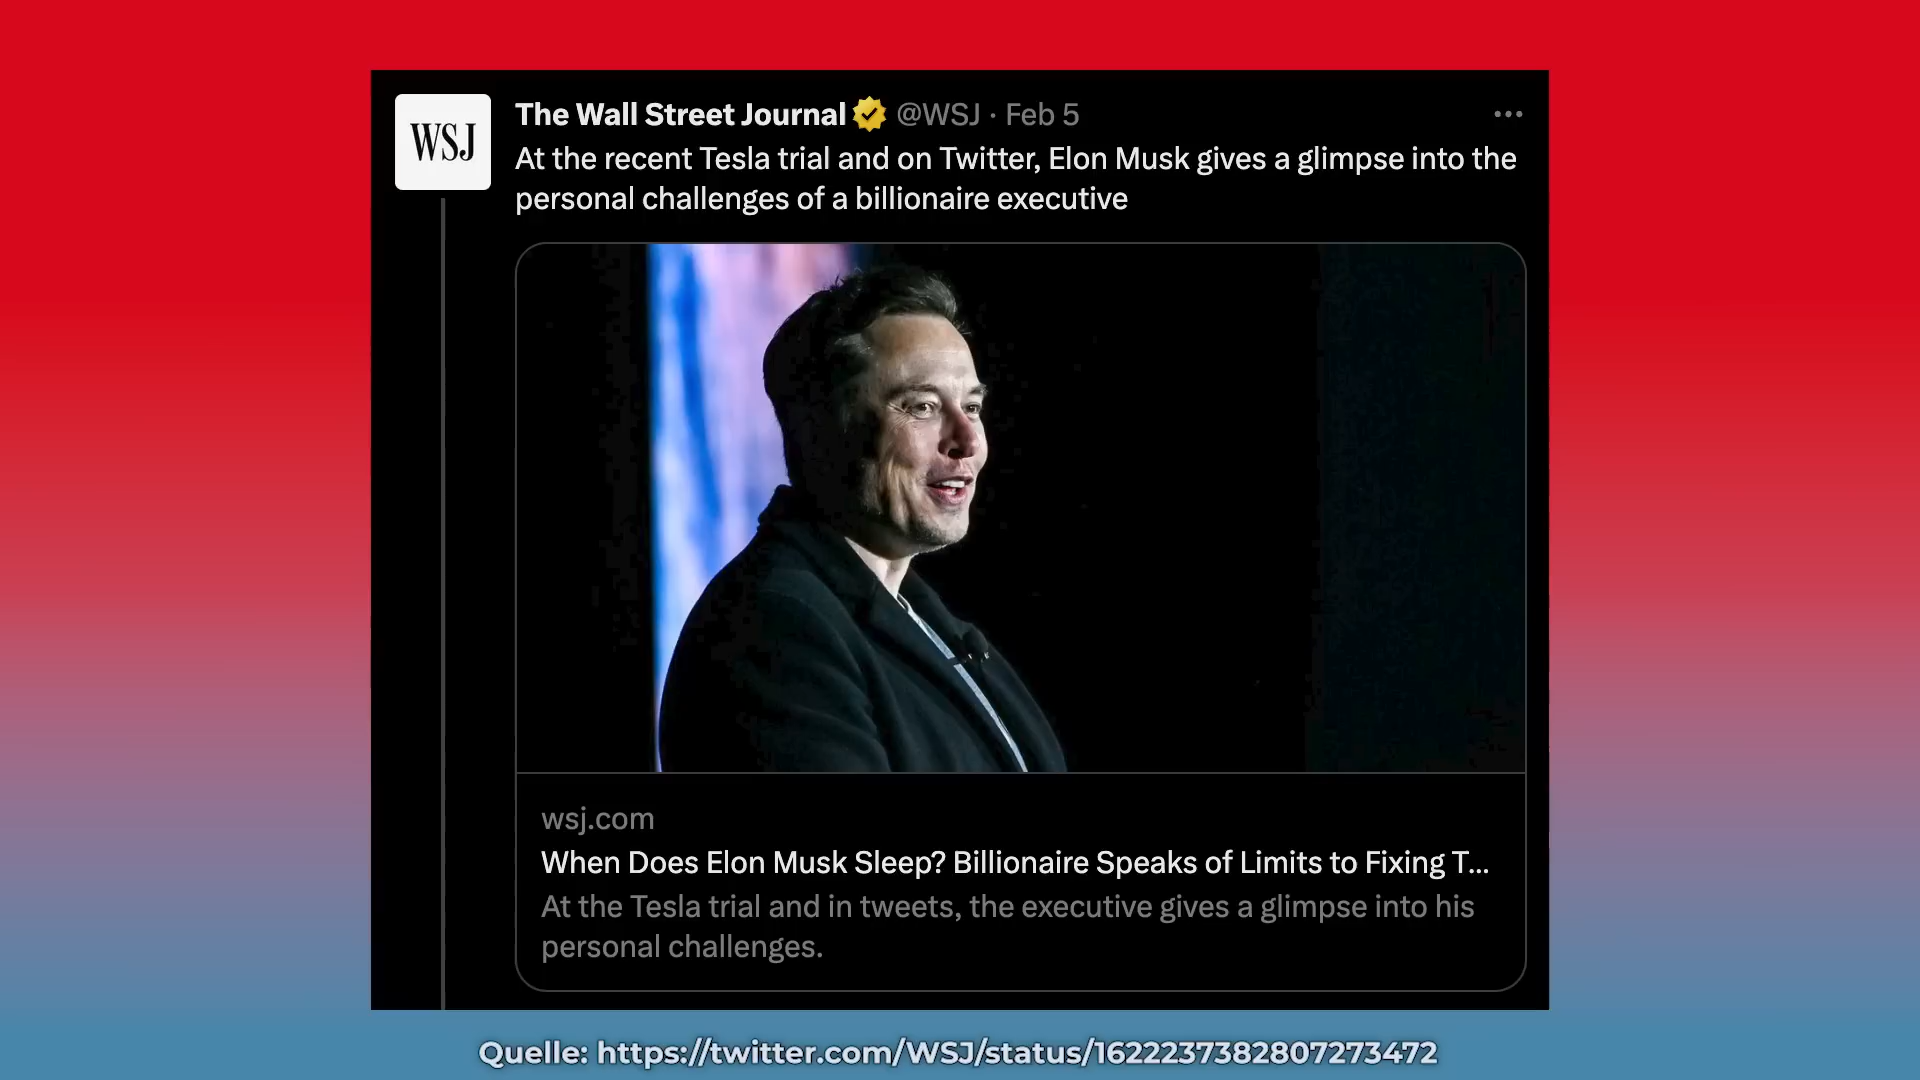 WSJ
The Wall Street Journal @WSJ · Feb 5
At the recent Tesla trial and on Twitter, Elon Musk gives a glimpse into the
personal challenges of a billionaire executive
wsj.com
When Does Elon Musk Sleep? Billionaire Speaks of Limits to Fixing T...
At the Tesla trial and in tweets, the executive gives a glimpse into his
personal challenges.
Quelle: https://twitter.com/WSJ/status/1622237382807273472